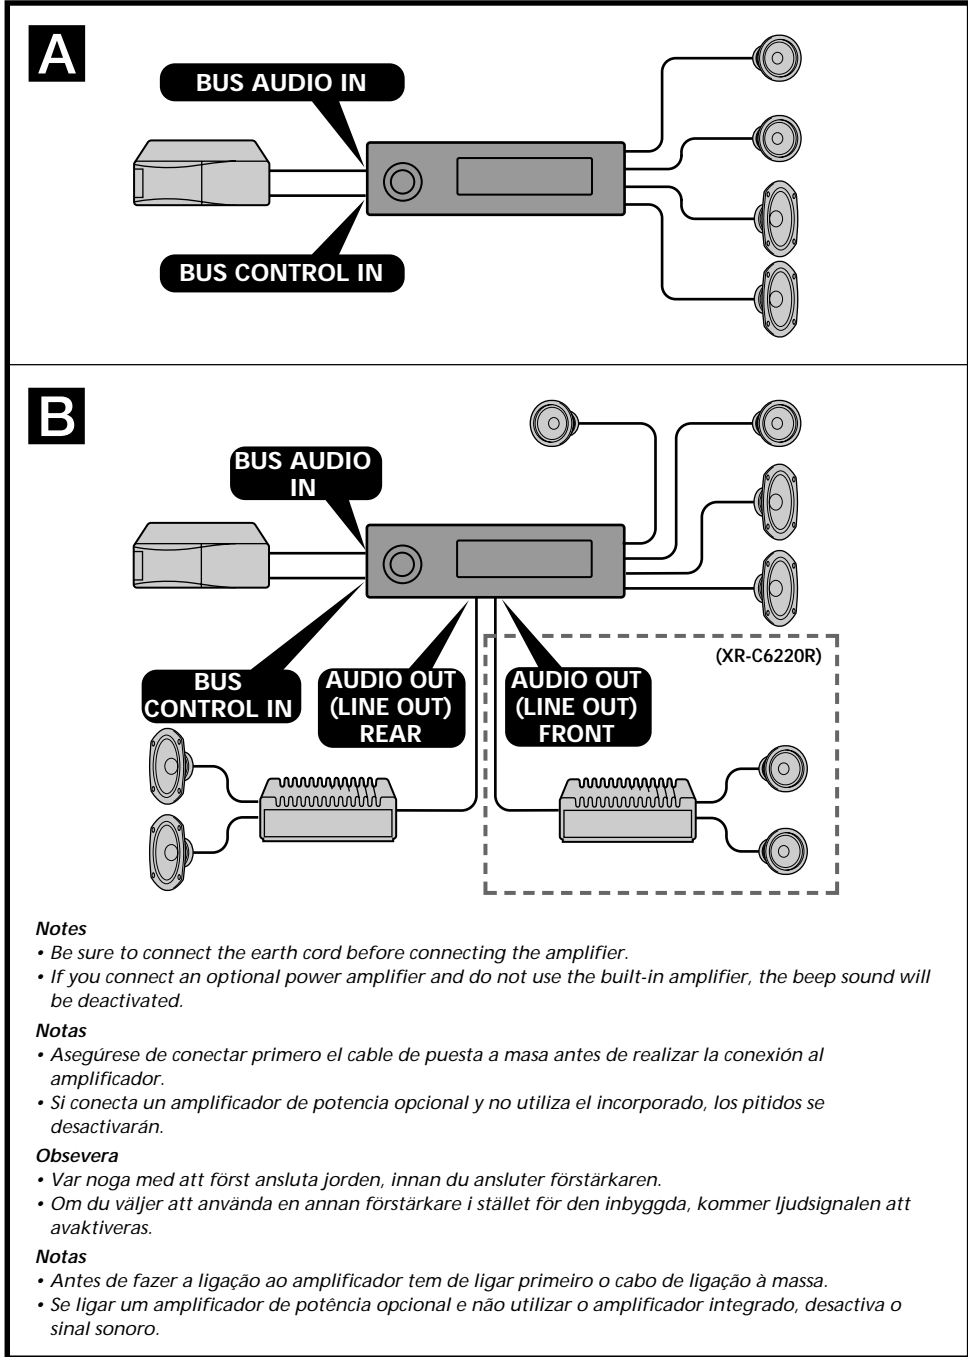 A
BUS AUDIO IN
BUS CONTROL IN
B
BUS AUDIO
IN
(XR-C6220R)
BUS
CONTROL IN
AUDIO OUT
(LINE OUT)
REAR
AUDIO OUT
(LINE OUT)
FRONT
Notes
• Be sure to connect the earth cord before connecting the amplifier.
• If you connect an optional power amplifier and do not use the built-in amplifier, the beep sound will
be deactivated.
Notas
• Asegúrese de conectar primero el cable de puesta a masa antes de realizar la conexión al
amplificador.
• Si conecta un amplificador de potencia opcional y no utiliza el incorporado, los pitidos se
desactivarán.
Obsevera
• Var noga med att först ansluta jorden, innan du ansluter förstärkaren.
• Om du väljer att använda en annan förstärkare i stället för den inbyggda, kommer ljudsignalen att
avaktiveras.
Notas
• Antes de fazer a ligação ao amplificador tem de ligar primeiro o cabo de ligação à massa.
• Se ligar um amplificador de potência opcional e não utilizar o amplificador integrado, desactiva o
sinal sonoro.